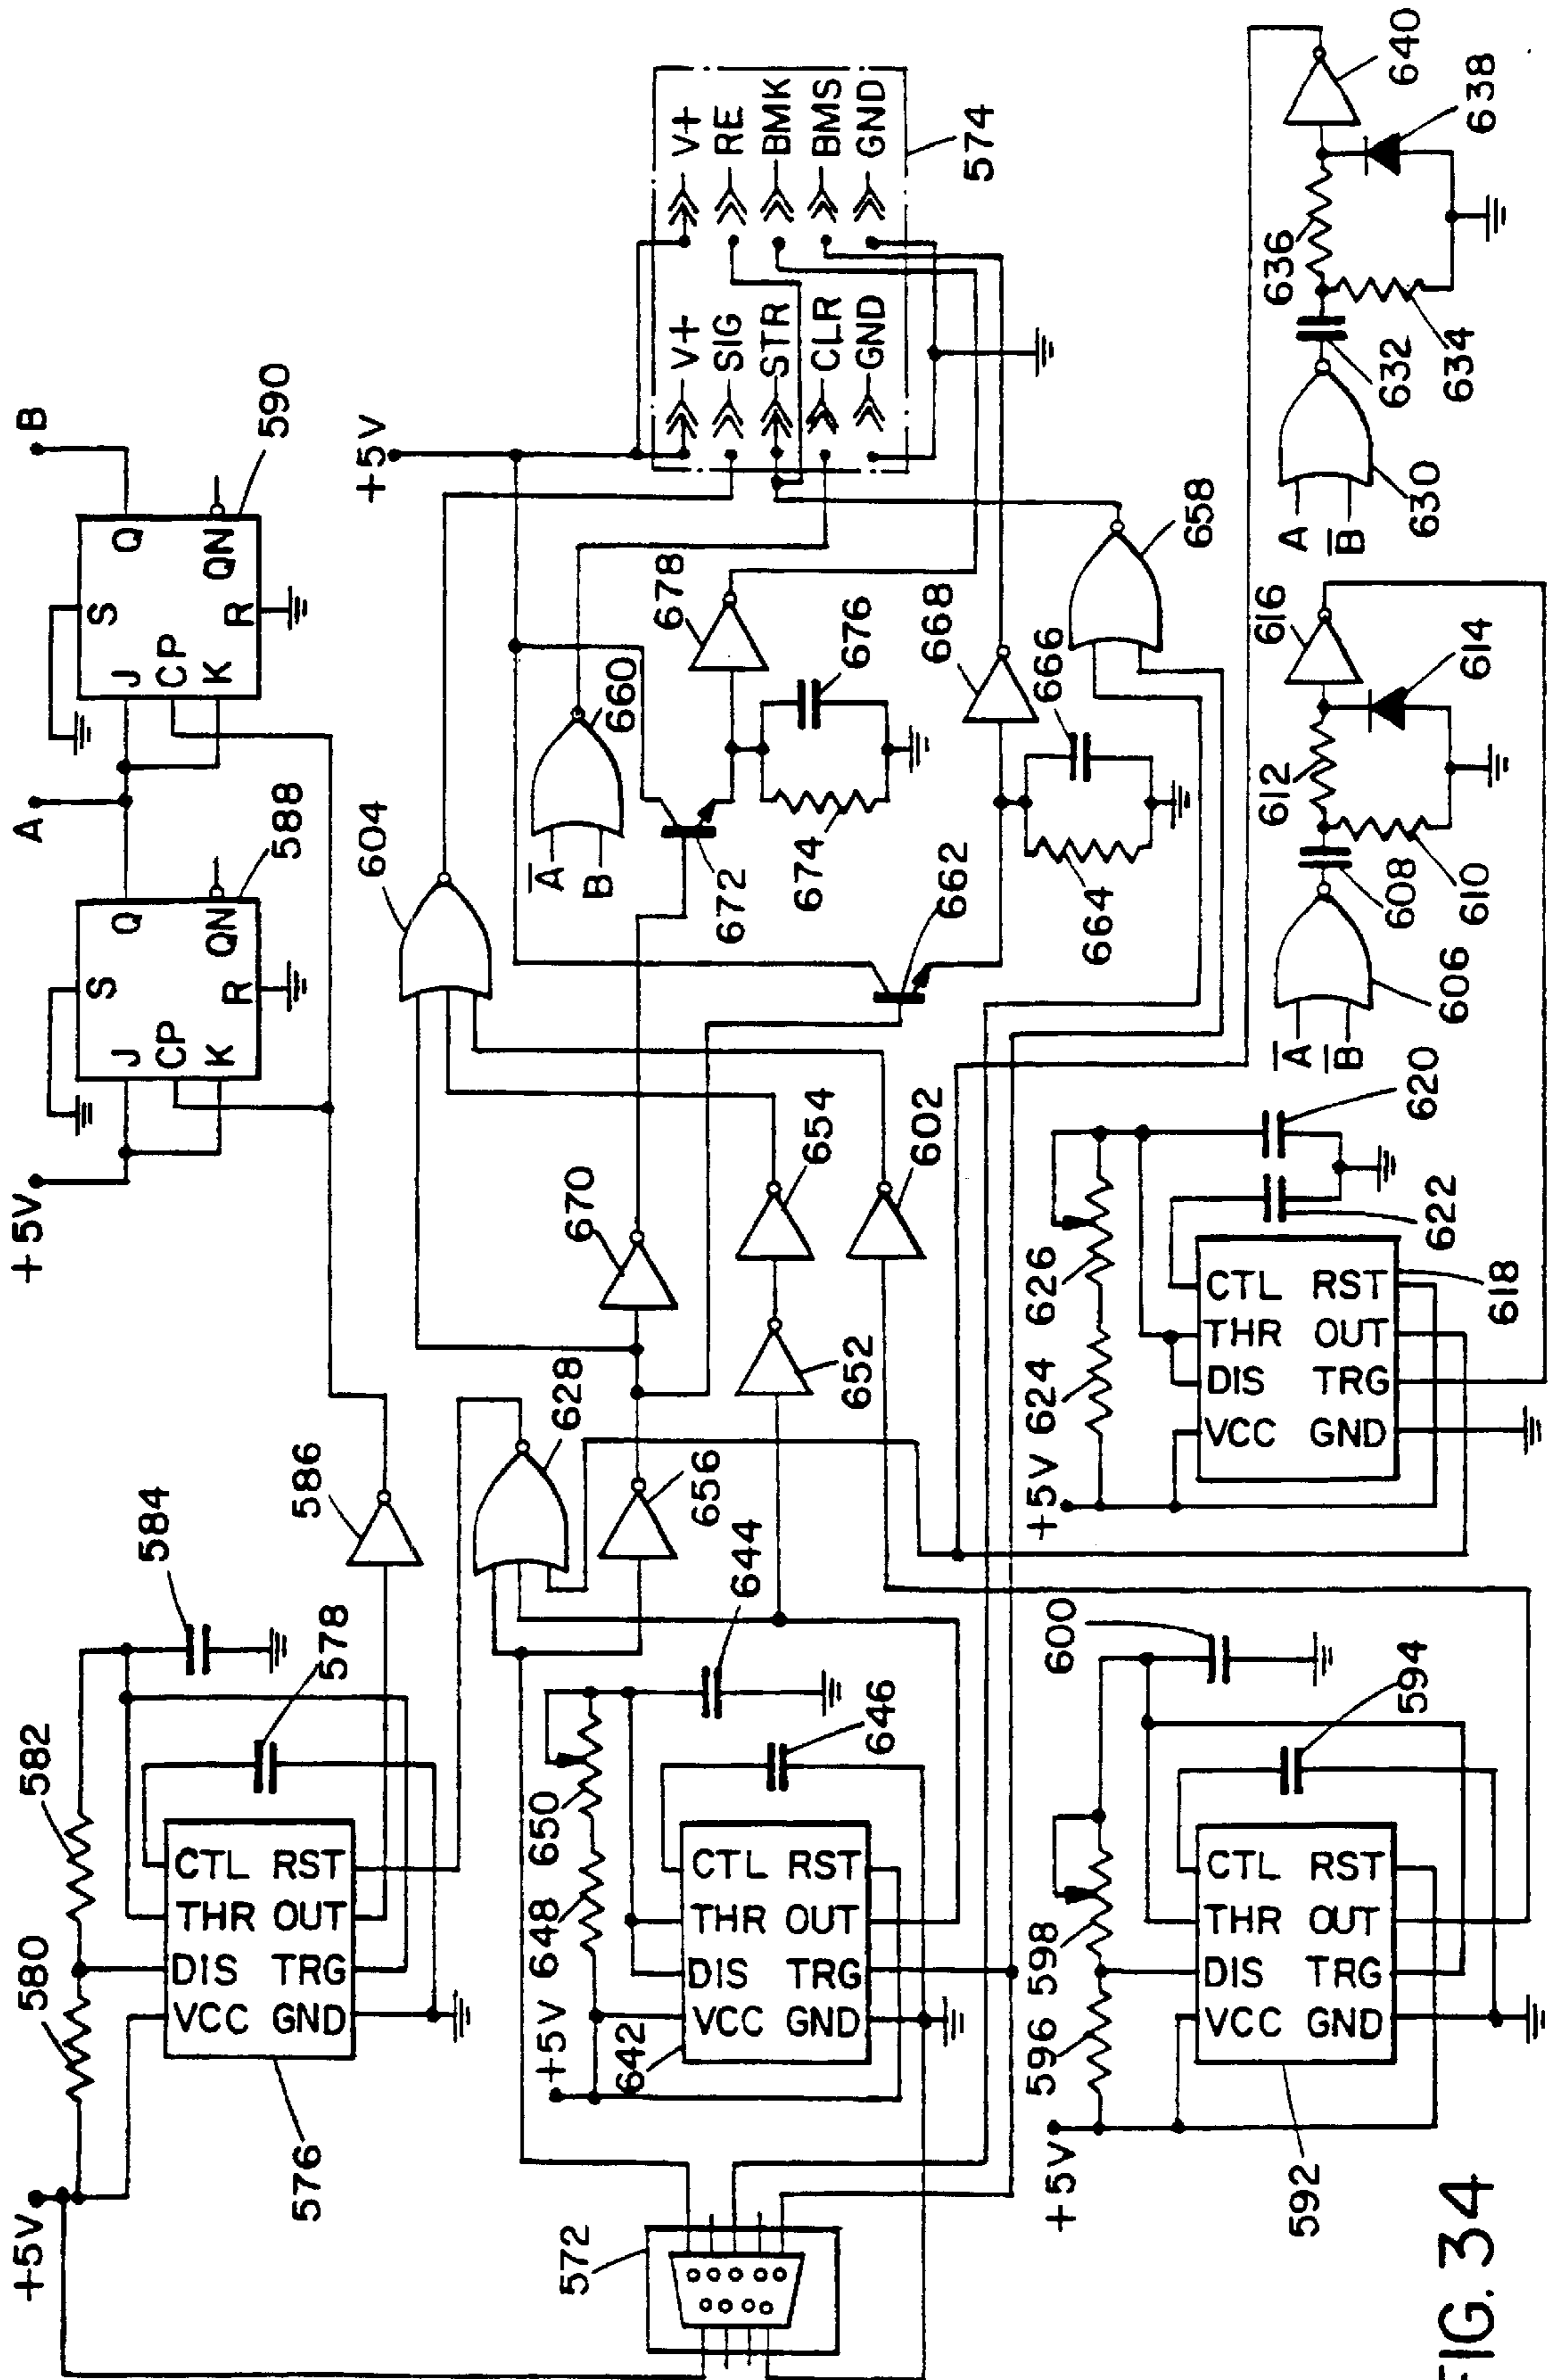 +5V
580
582
584
578
576
VCC DIS THR CTL
GND TRG OUT RST
586
+5V
J
CP
K
S
R
Q
QN
588
A
J
CP
K
S
R
Q
QN
590
B
572
+5V
648
650
644
646
642
VCC DIS THR CTL
GND TRG OUT RST
628
656
670
652
654
602
604
660
A
B
672
674
676
678
662
664
666
668
658
+5V
V+
SIG
STR
CLR
GND
V+
RE
BMK
BMS
GND
574
+5V
596
598
600
594
592
VCC DIS THR CTL
GND TRG OUT RST
+5V
624
626
620
622
618
VCC DIS THR CTL
GND TRG OUT RST
A
B
606
608
610
612
614
616
A
B
630
632
634
636
638
640
FIG. 34